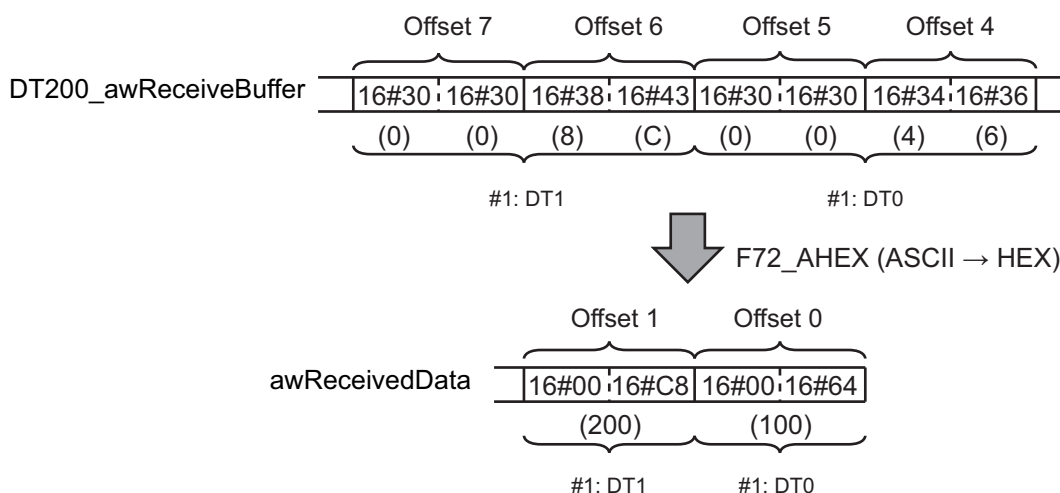 Offset 7 Offset 6 Offset 5 Offset 4
DT200_awReceiveBuffer 16#30 16#30 16#38 16#43 16#30 16#30 16#34 16#36
(0) (0) (8) (C) (0) (0) (4) (6)
#1: DT1 #1: DT0
F72_AHEX (ASCII → HEX)
Offset 1 Offset 0
awReceivedData 16#00 16#C8 16#00 16#64
(200) (100)
#1: DT1 #1: DT0